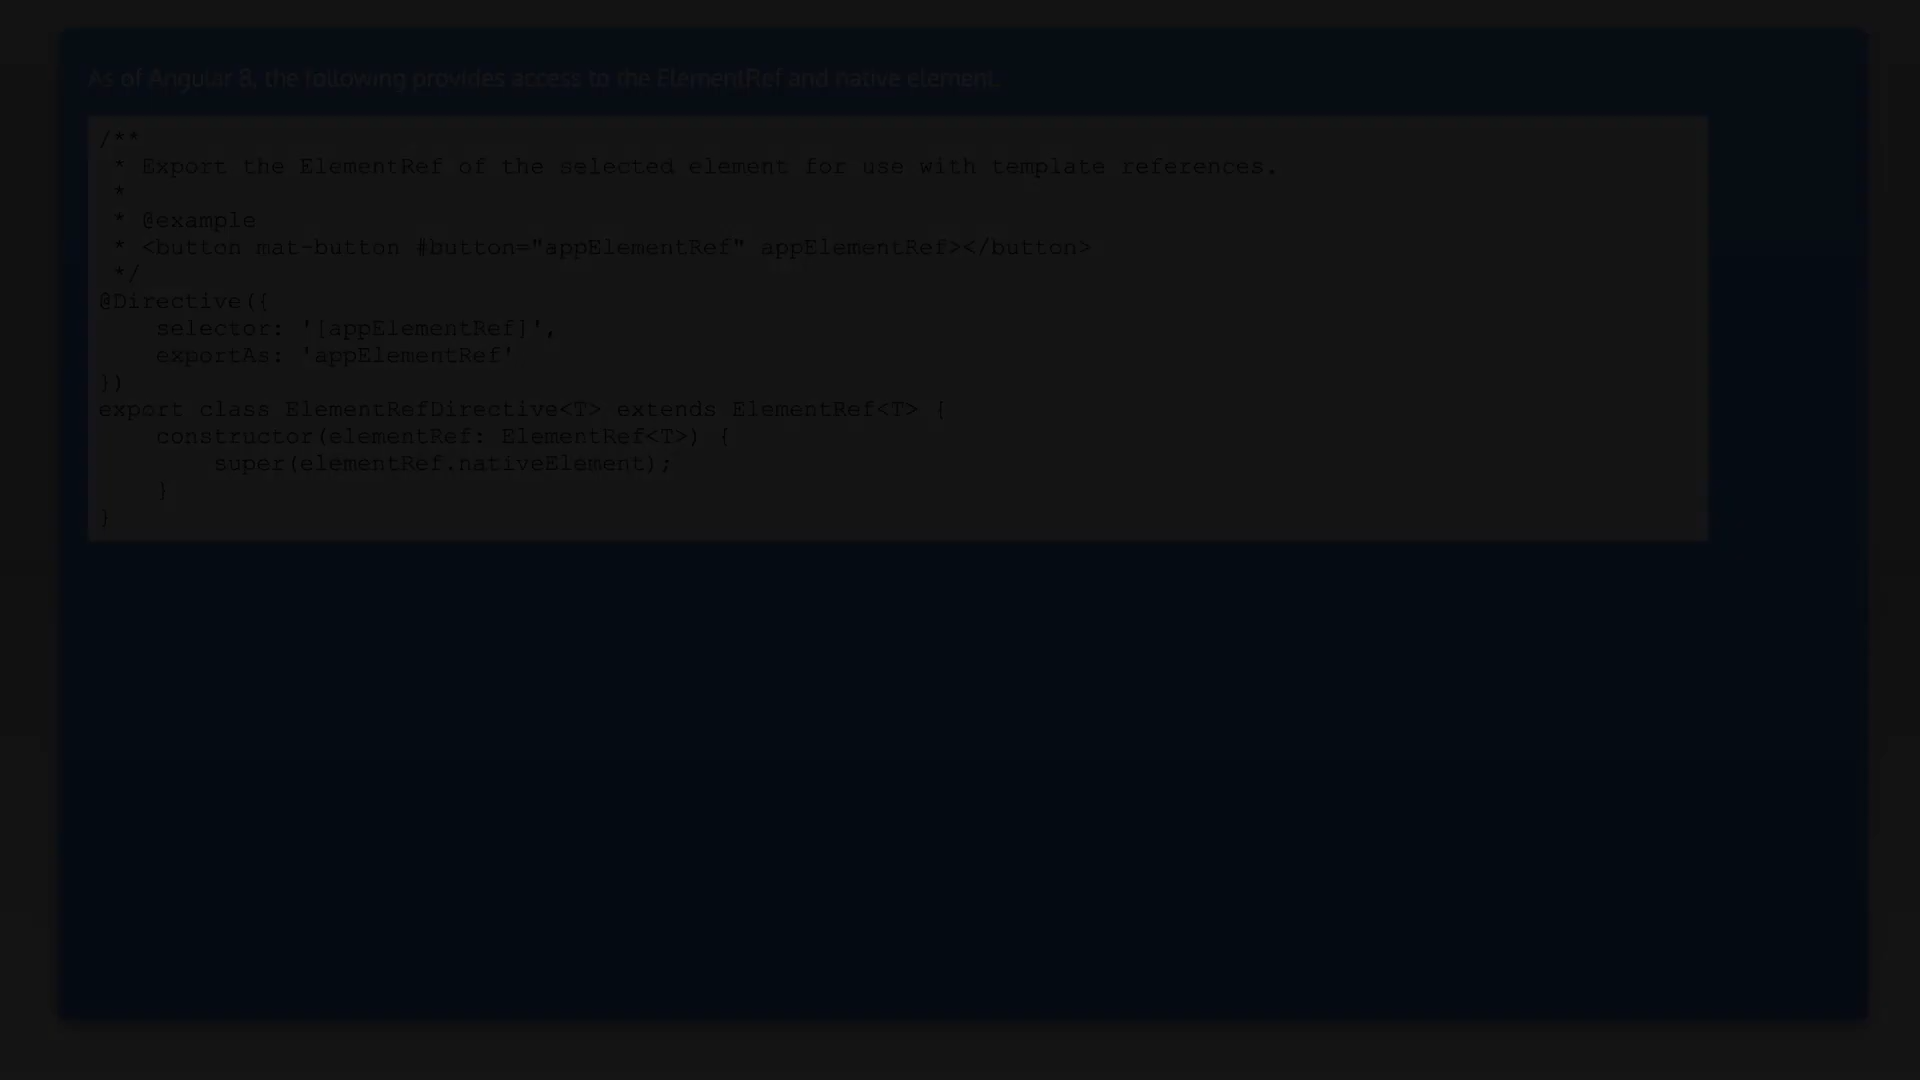 As of Angular 8, the following provides access to the ElementRef and native element.
/**
 * Export the ElementRef of the selected element for use with template references.
 *
 * @example
 * <button mat-button #button="appElementRef" appElementRef></button>
 */
@Directive({
    selector: '[appElementRef]',
    exportAs: 'appElementRef'
})
export class ElementRefDirective<T> extends ElementRef<T> {
    constructor(elementRef: ElementRef<T>) {
        super(elementRef.nativeElement);
    }
}